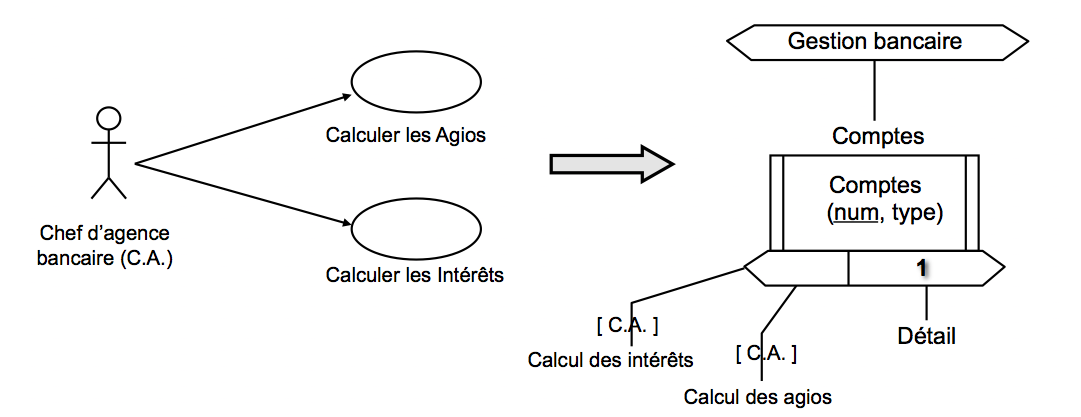 Calculer les Agios
Chef d’agence
bancaire (C.A.)
Calculer les Intérêts
Gestion bancaire
Comptes
Comptes
(num, type)
1
[ C.A. ]
Calcul des intérêts
[ C.A. ]
Calcul des agios
Détail